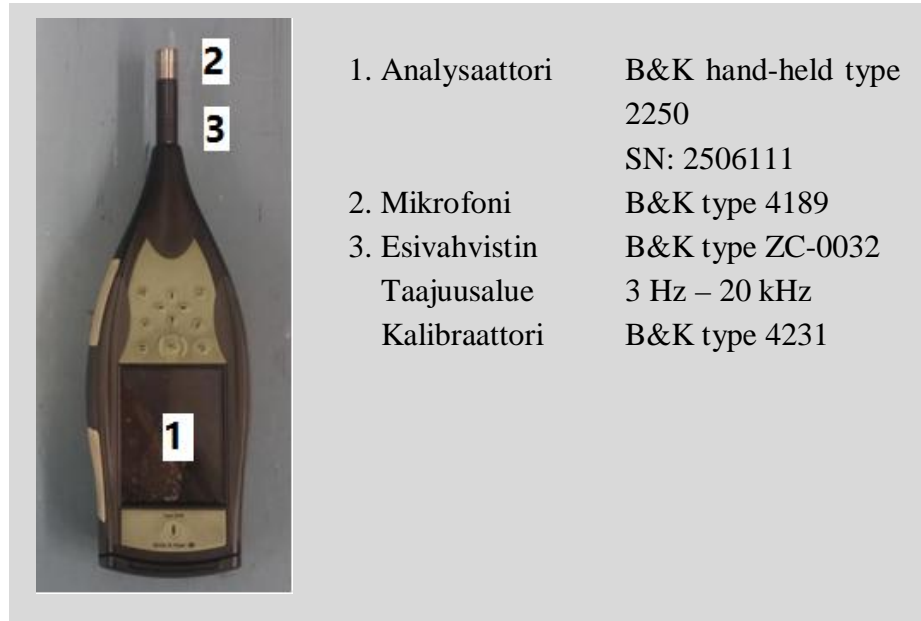 2
3
1
1. Analysaattori B&K hand-held type
2250
SN: 2506111
2. Mikrofoni B&K type 4189
3. Esivahvistin B&K type ZC-0032
Taajuusalue 3 Hz – 20 kHz
Kalibraattori B&K type 4231